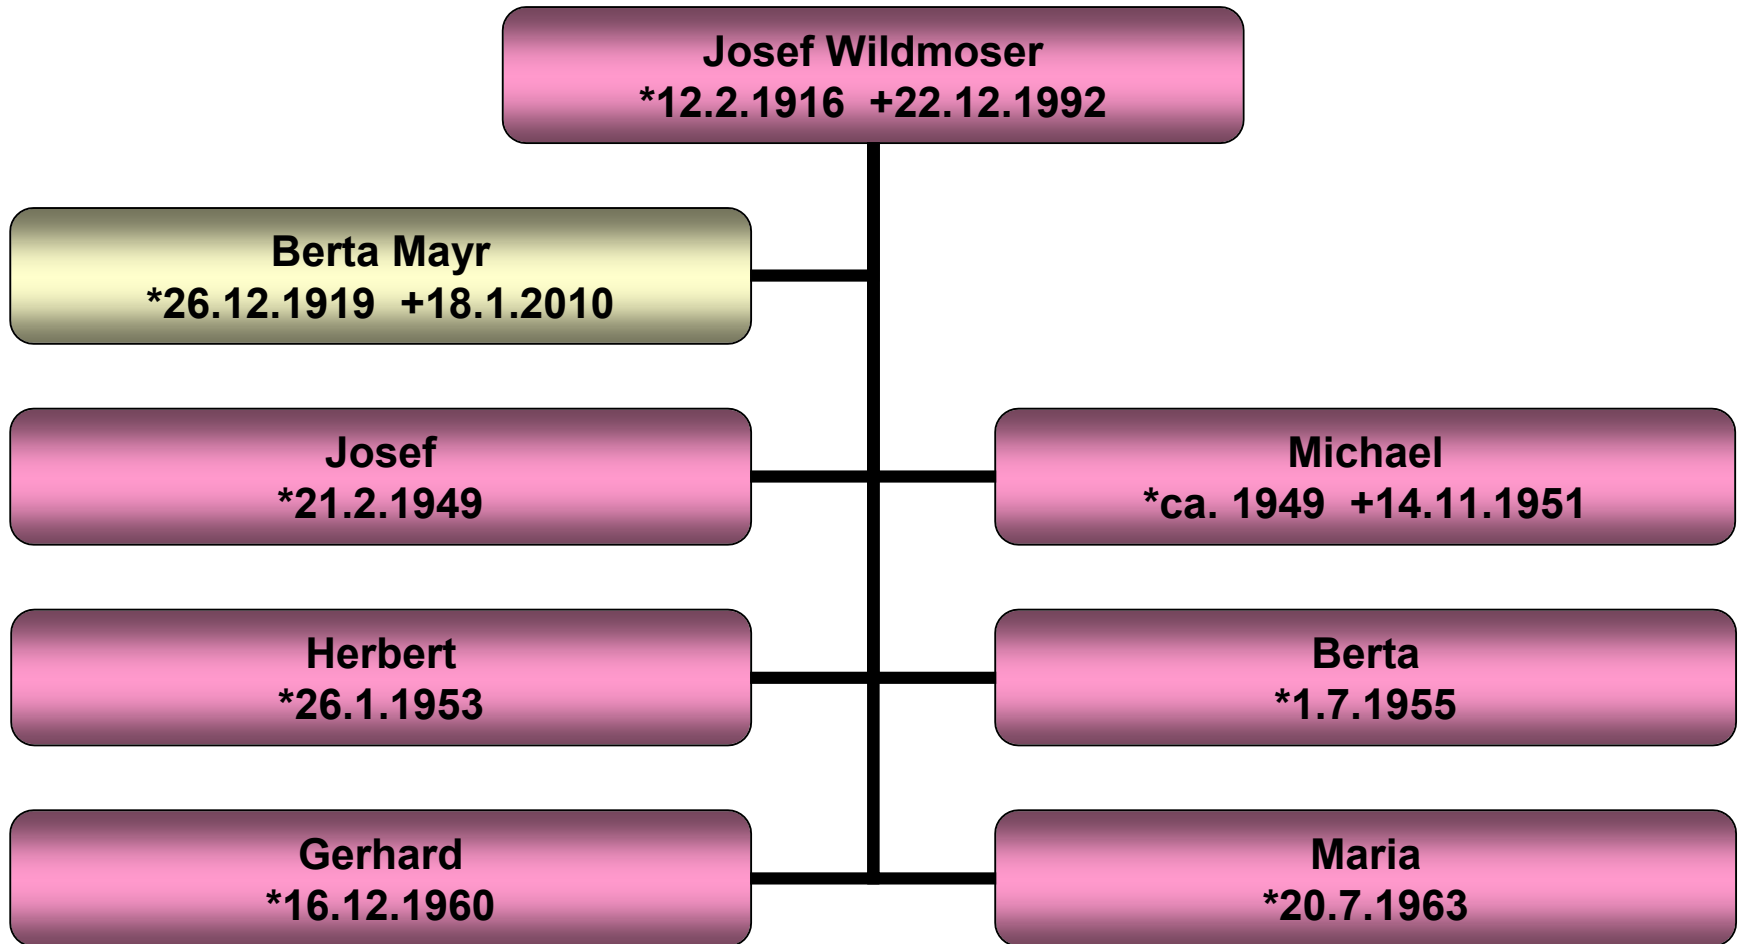 Josef Wildmoser
*12.2.1916 +22.12.1992
Berta Mayr
*26.12.1919 +18.1.2010
Josef
*21.2.1949
Michael
*ca. 1949 +14.11.1951
Herbert
*26.1.1953
Berta
*1.7.1955
Gerhard
*16.12.1960
Maria
*20.7.1963